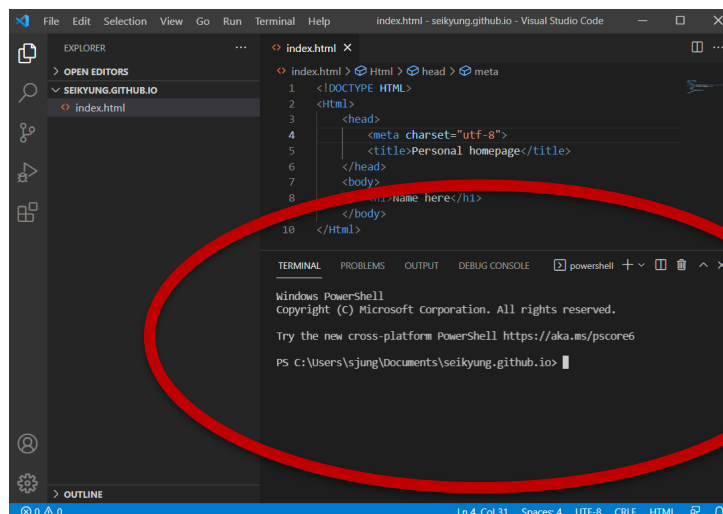 File Edit Selection View Go Run Terminal Help index.html - seikyung.github.io - Visual Studio Code
EXPLORER
OPEN EDITORS
SEIKYUNG.GITHUB.IO
index.html
OUTLINE
index.html
index.html > Html > head > meta
1 <!DOCTYPE HTML>
2 <Html>
3 <head>
4 <meta charset="utf-8">
5 <title>Personal homepage</title>
6 </head>
7 <body>
8 Name here</h1>
</body>
10 </Html>
TERMINAL PROBLEMS OUTPUT DEBUG CONSOLE powershell
Windows PowerShell
Copyright (C) Microsoft Corporation. All rights reserved.
Try the new cross-platform PowerShell https://aka.ms/pscore6
PS C:\Users\sjung\Documents\seikyung.github.io>
0 0 Ln 4, Col 31 Spaces: 4 UTF-8 CRLF HTML